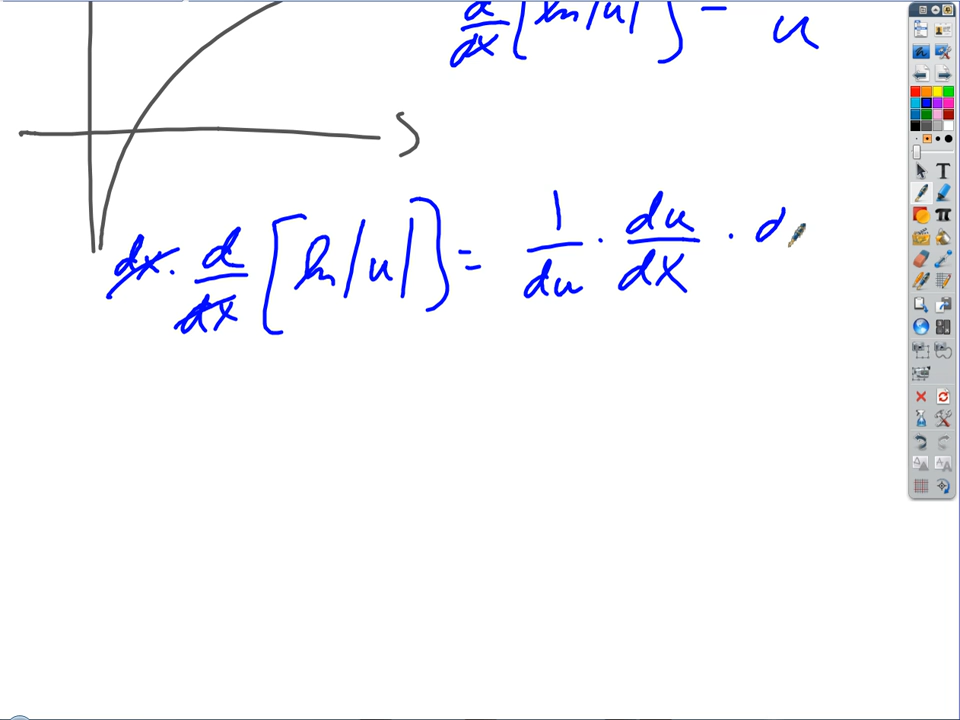 d/dx [ln|u|] = u
dx · d/dx [ln|u|] = 1/du · du/dx · d